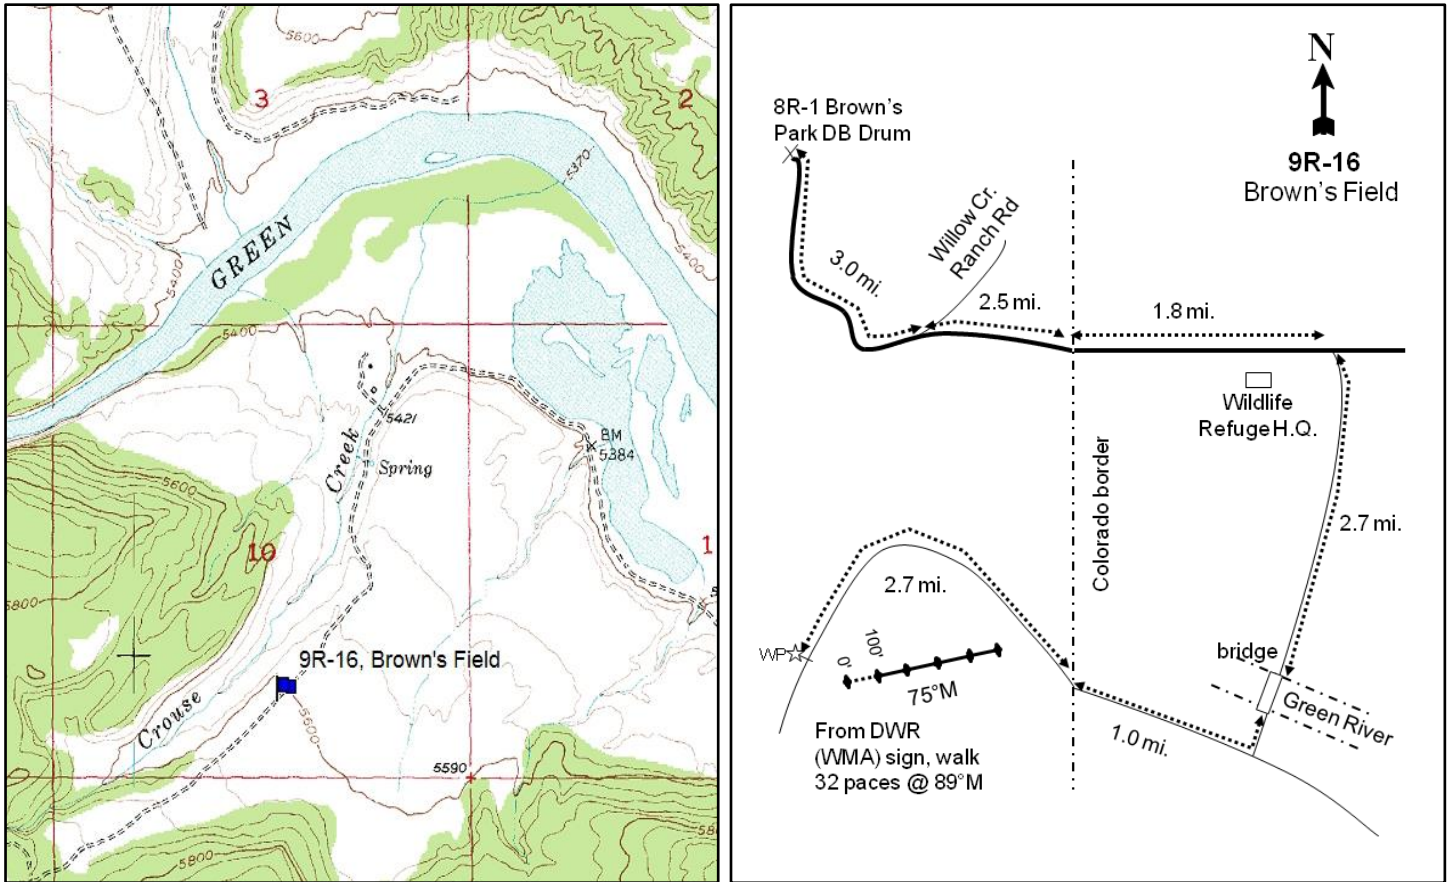 5600
3
2
5370
GREEN
5400
5400
5400
5421
Creek
Spring
BM
5384
5600
10
1
5800
9R-16, Brown's Field
Crouse
5600
5590
5800
N
8R-1 Brown's
Park DB Drum
9R-16
Brown's Field
Willow Cr.
Ranch Rd
3.0 mi.
2.5 mi.
1.8 mi.
Wildlife
Refuge H.Q.
Colorado border
2.7 mi.
2.7 mi.
WP
0'
100'
75°M
bridge
Green River
1.0 mi.
From DWR
(WMA) sign, walk
32 paces @ 89°M